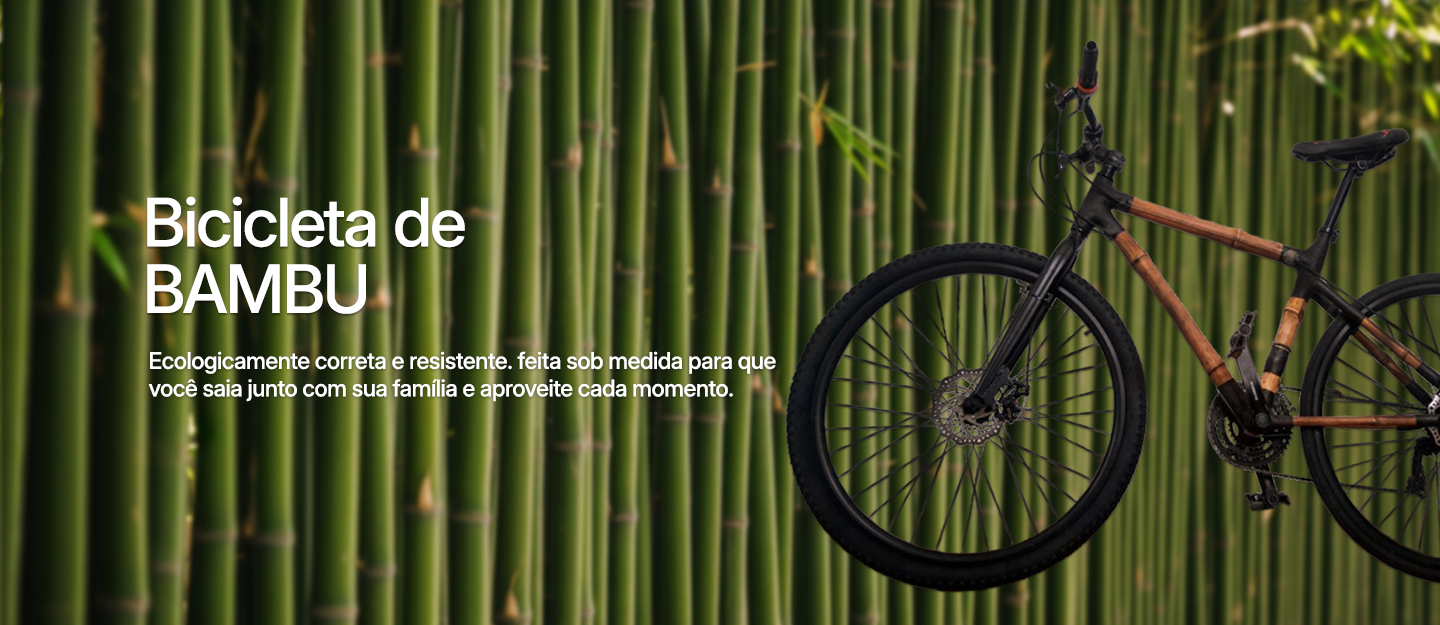 Bicicleta de
BAMBU
Ecologicamente correta e resistente. feita sob medida para que
você saia junto com sua família e aproveite cada momento.